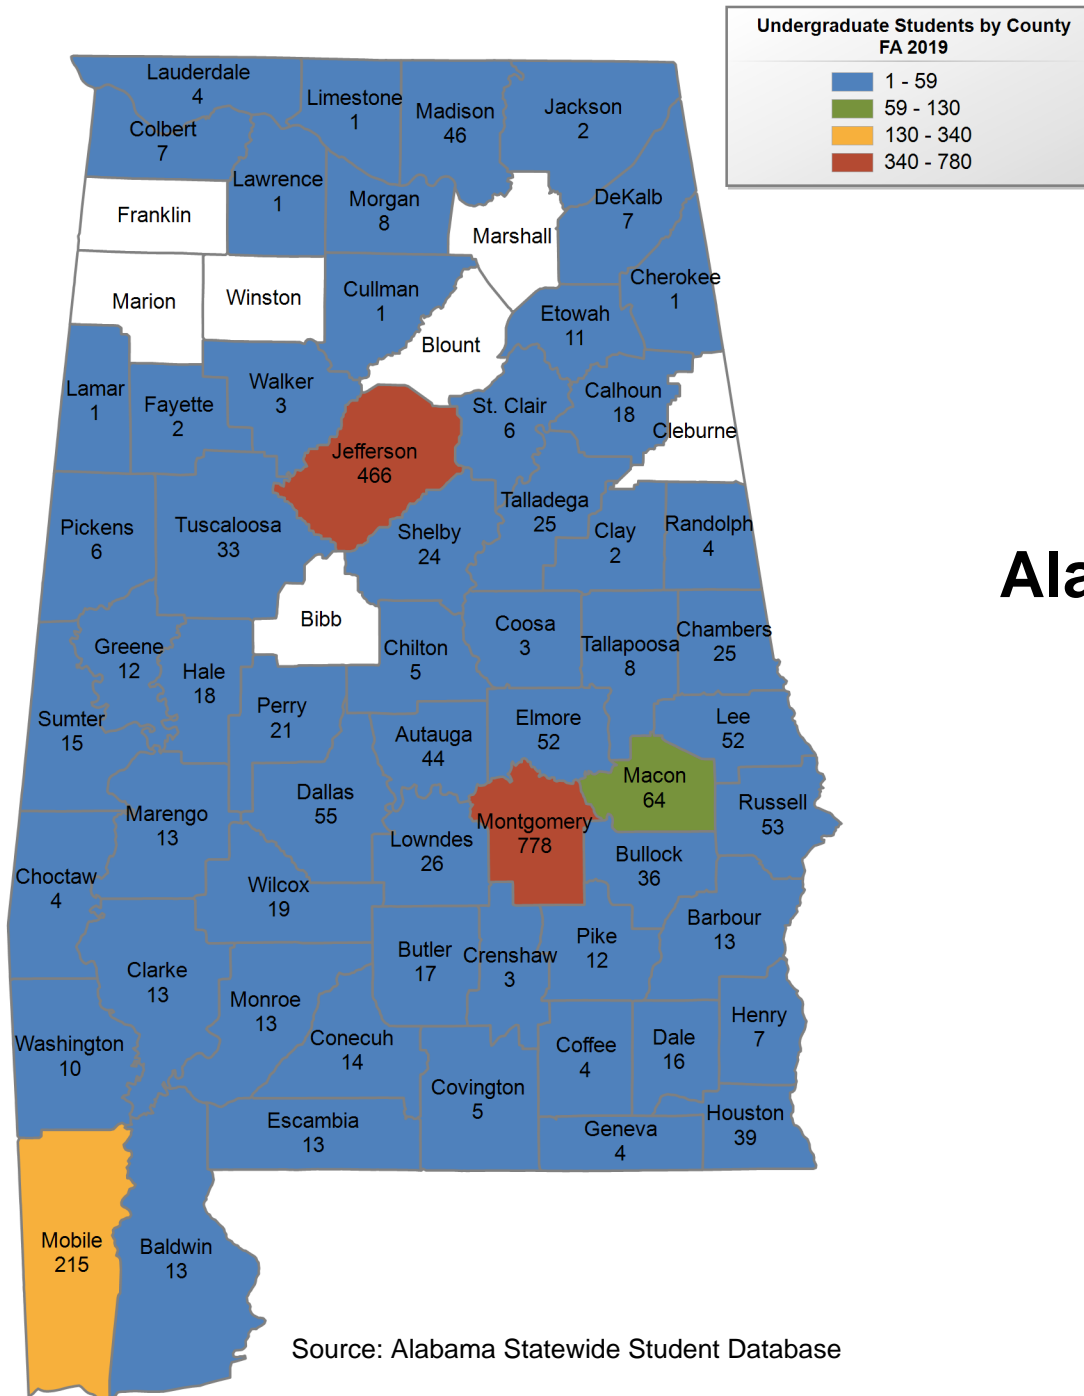 Undergraduate Students by County
FA 2019
1 - 59
59 - 130
130 - 340
340 - 780
Lauderdale
4
Limestone
1
Madison
46
Jackson
2
Colbert
7
Lawrence
1
Morgan
8
DeKalb
7
Franklin
Marshall
Marion
Winston
Cullman
1
Cherokee
1
Etowah
11
Blount
Lamar
1
Fayette
2
Walker
3
St. Clair
6
Calhoun
18
Cleburne
Jefferson
466
Pickens
6
Tuscaloosa
33
Shelby
24
Talladega
25
Clay
2
Randolph
4
Ala
Bibb
Greene
12
Hale
18
Chilton
5
Coosa
3
Tallapoosa
8
Chambers
25
Sumter
15
Perry
21
Autauga
44
Elmore
52
Lee
52
Macon
64
Dallas
55
Marengo
13
Lowndes
26
Montgomery
778
Russell
53
Bullock
36
Choctaw
4
Wilcox
19
Barbour
13
Butler
17
Crenshaw
3
Pike
12
Clarke
13
Monroe
13
Henry
7
Washington
10
Conecuh
14
Coffee
4
Dale
16
Covington
5
Escambia
13
Geneva
4
Houston
39
Mobile
215
Baldwin
13
Source: Alabama Statewide Student Database